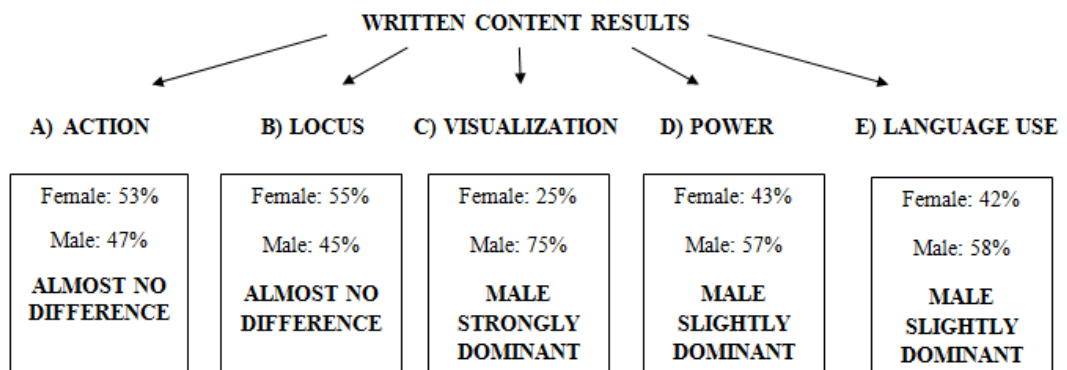 WRITTEN CONTENT RESULTS
A) ACTION
B) LOCUS
C) VISUALIZATION
D) POWER
E) LANGUAGE USE
Female: 53%
Male: 47%
ALMOST NO
DIFFERENCE
Female: 55%
Male: 45%
ALMOST NO
DIFFERENCE
Female: 25%
Male: 75%
MALE
STRONGLY
DOMINANT
Female: 43%
Male: 57%
MALE
SLIGHTLY
DOMINANT
Female: 42%
Male: 58%
MALE
SLIGHTLY
DOMINANT